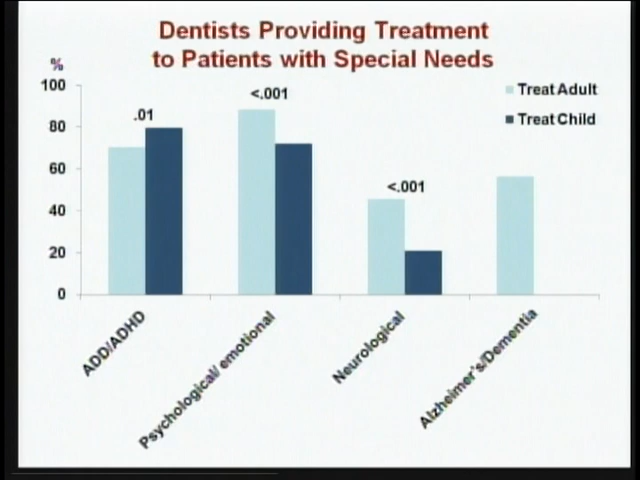 Dentists Providing Treatment
to Patients with Special Needs
%
100
80
60
40
20
0
.01
<.001
<.001
Treat Adult
Treat Child
ADD/ADHD
Psychological/ emotional
Neurological
Alzheimer's/Dementia